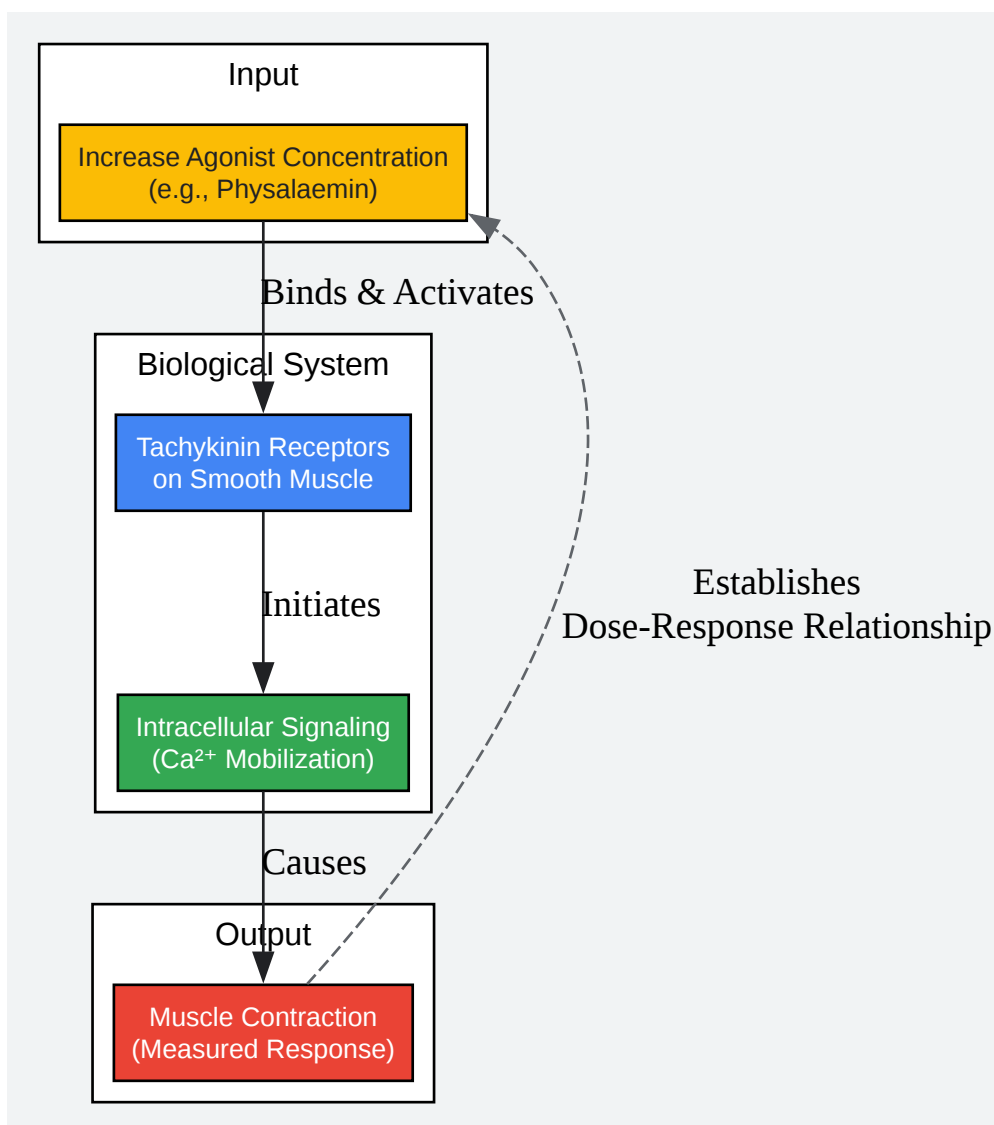 Input
Increase Agonist Concentration
(e.g., Physalaemin)
Binds & Activates
Biological System
Tachykinin Receptors
on Smooth Muscle
Initiates
Establishes
Dose-Response Relationship
Intracellular Signaling
(Ca²⁺ Mobilization)
Causes
Output
Muscle Contraction
(Measured Response)